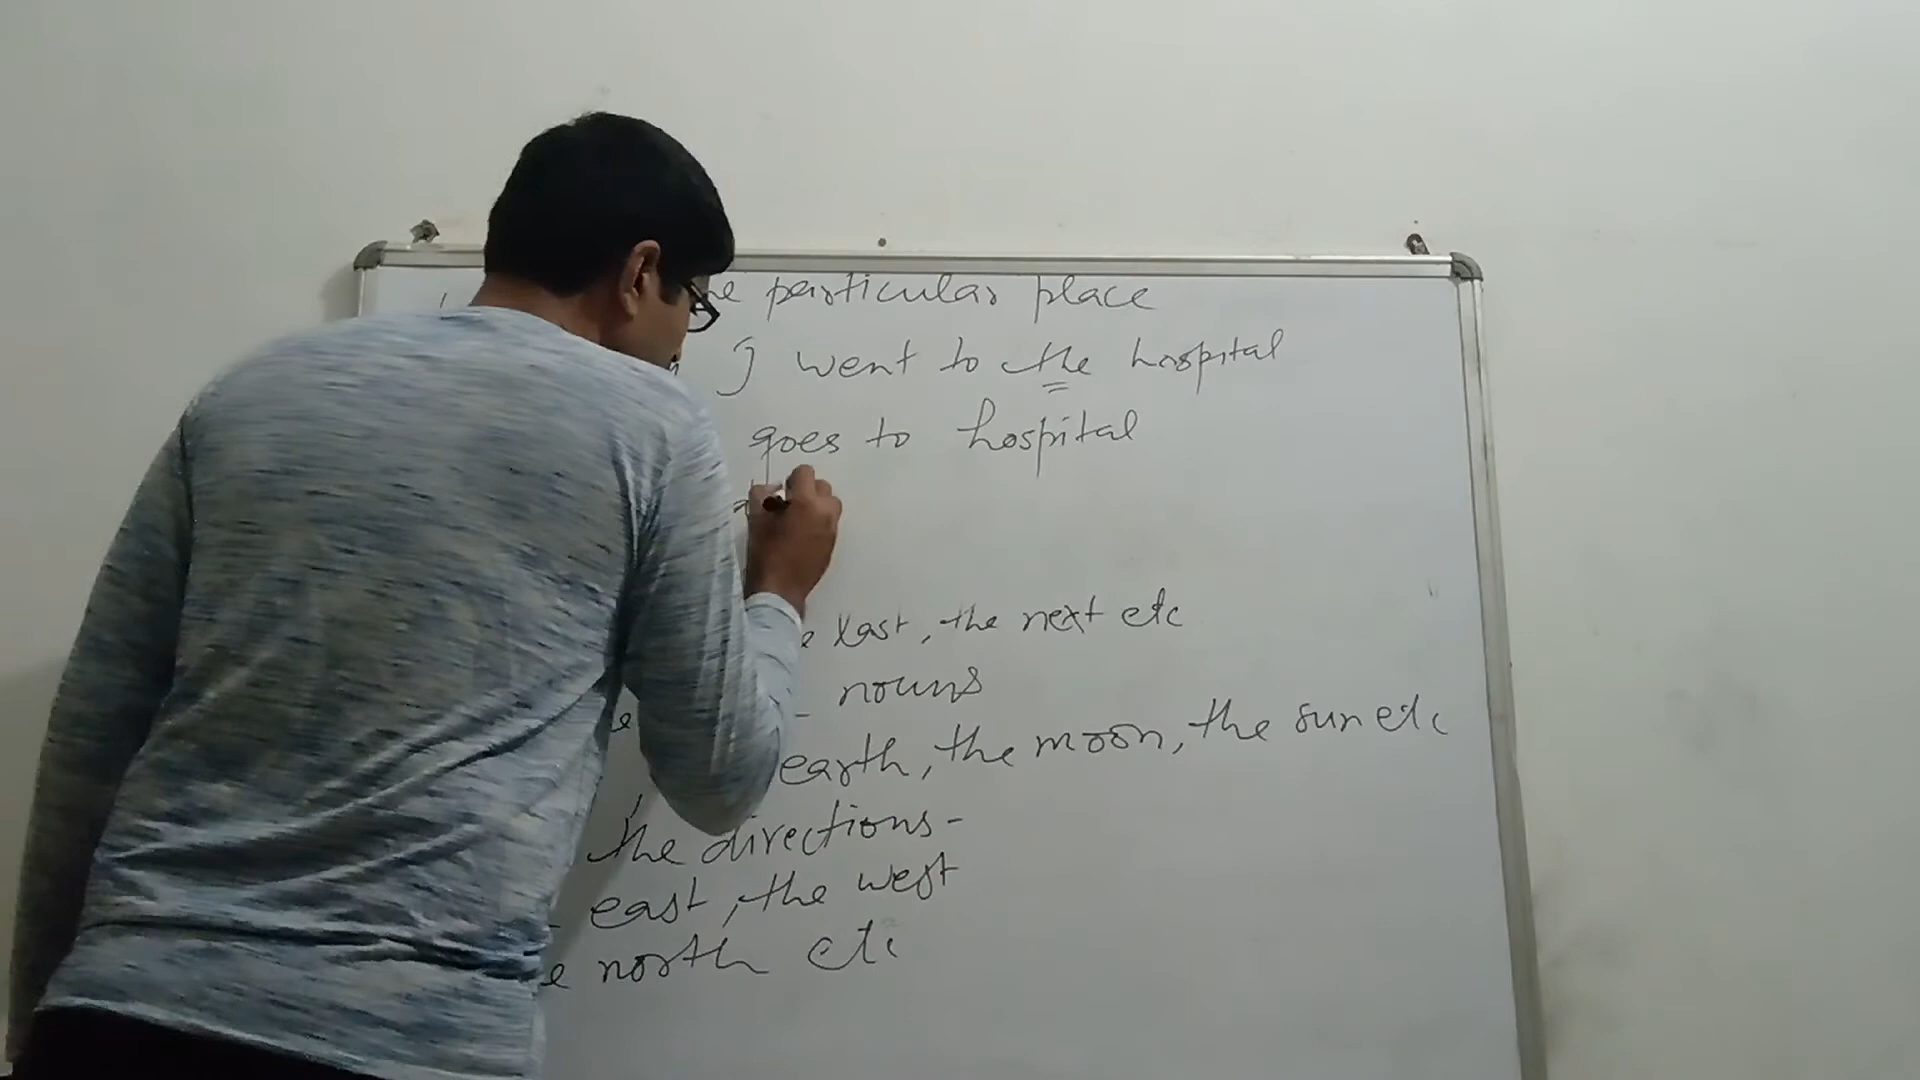 particular place
I went to the hospital
goes to hospital
last, the next etc
nouns
earth, the moon, the sun etc
the directions-
east, the west
north etc